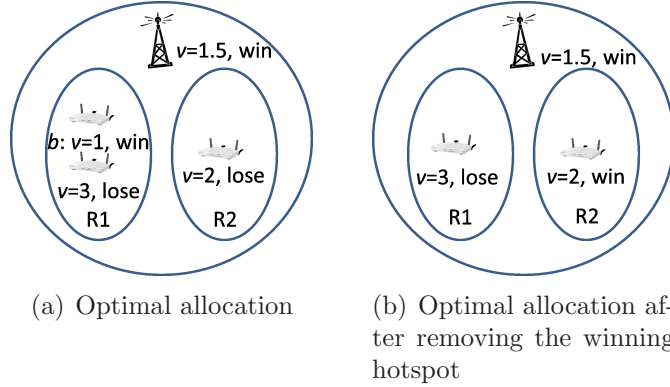 v=1.5, win
b: v=1, win
v=3, lose
R1
v=2, lose
R2
(a) Optimal allocation
v=1.5, win
v=3, lose
R1
v=2, win
R2
(b) Optimal allocation af-
ter removing the winning
hotspot